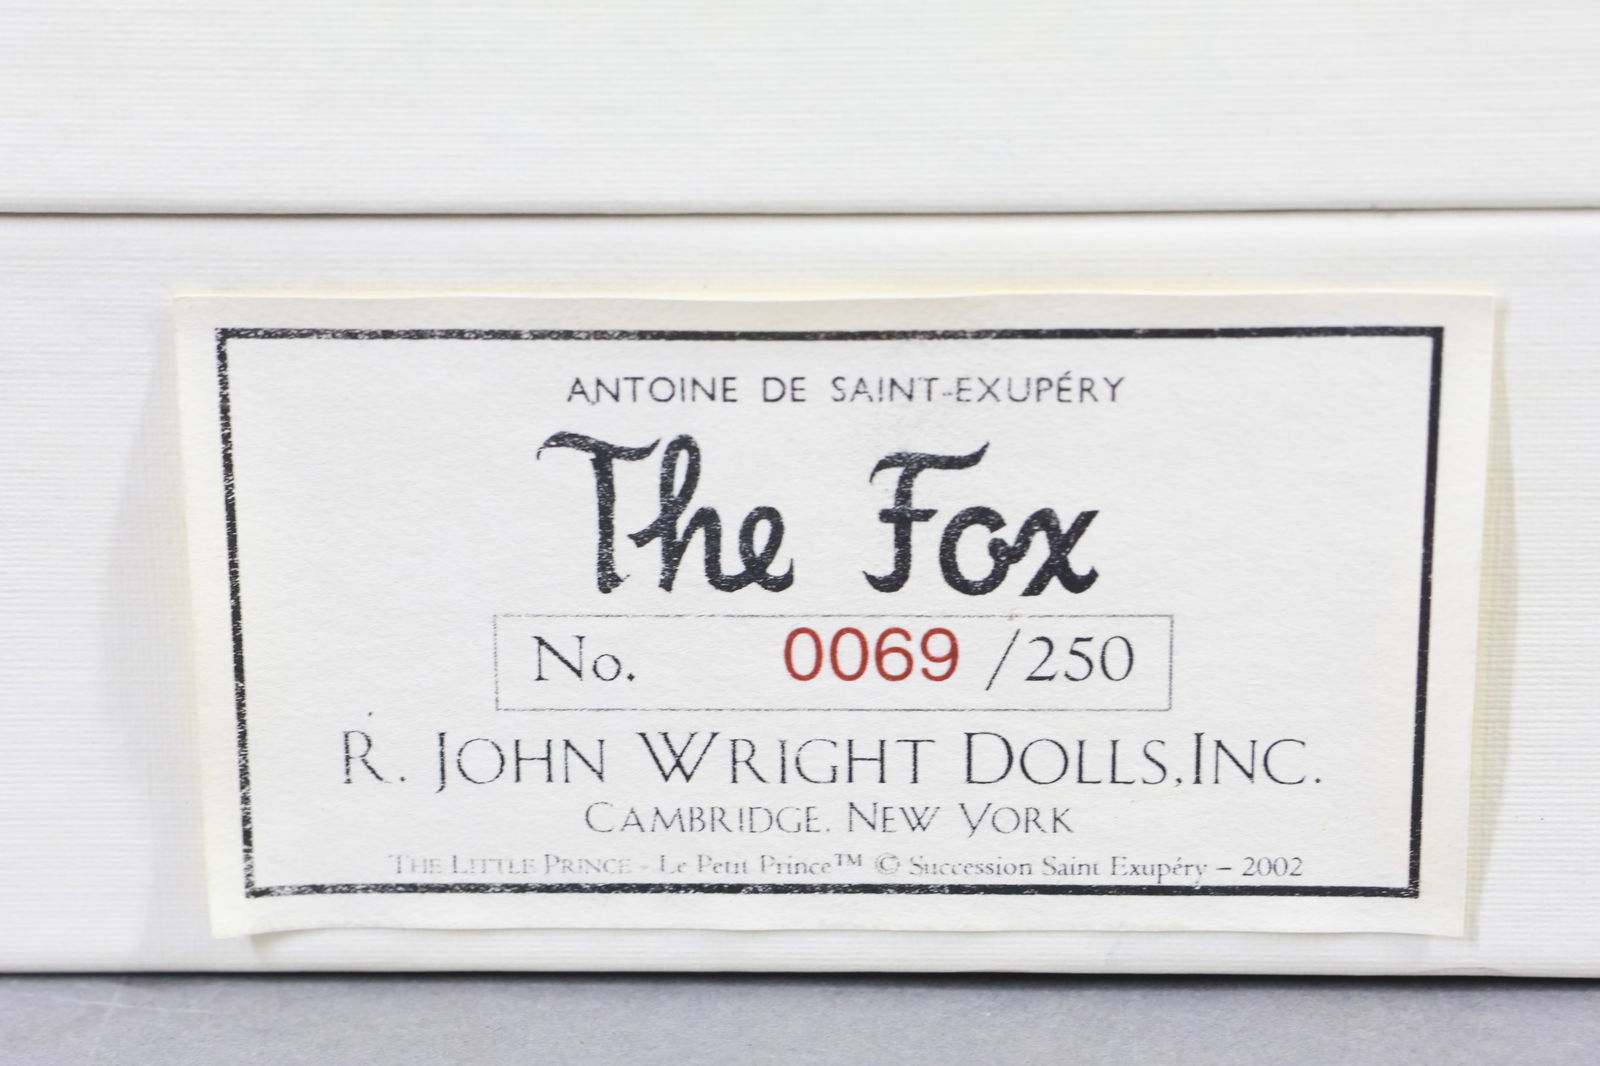 ANTOINE DE SAINT-EXUPÉRY
The Fox
No. 0069 /250
R. JOHN WRIGHT DOLLS, INC.
CAMBRIDGE, NEW YORK
THE LITTLE PRINCE - Le Petit Prince™ © Succession Saint Exupéry – 2002